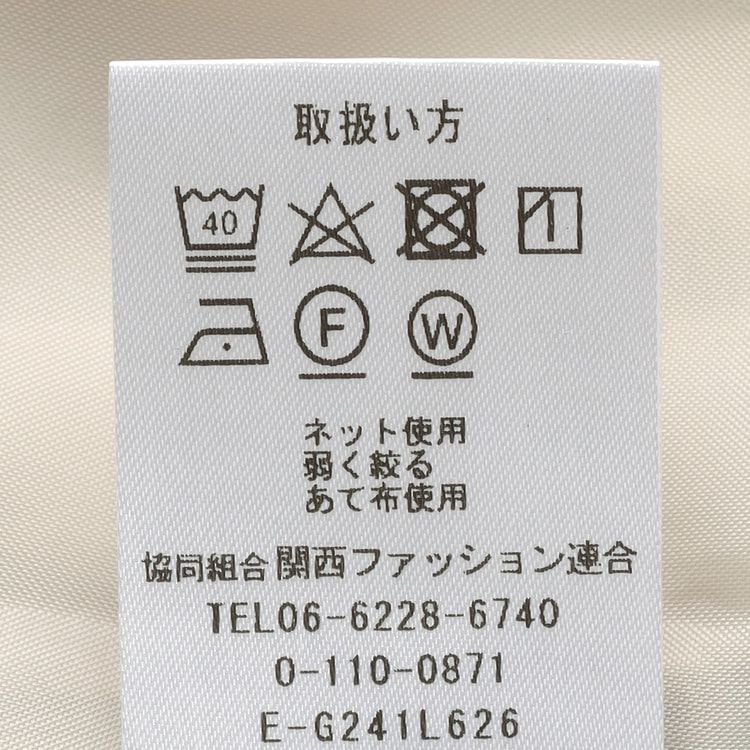 取扱い方
40
F W
ネット使用
弱く絞る
あて布使用
協同組合関西ファッション連合
TEL06-6228-6740
0-110-0871
E-G241L626